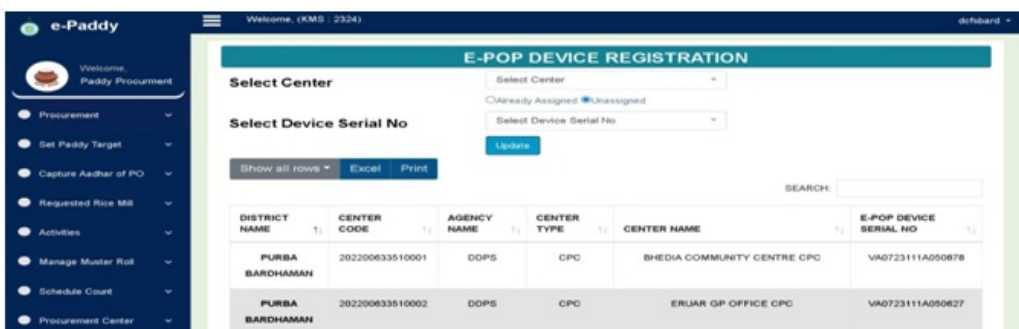 e-Paddy
Welcome, (KMS : 2324)
dcfsbard
Welcome,
Paddy Procurment
Procurement
Set Paddy Target
Capture Aadhar of PO
Requested Rice Mill
Activities
Manage Muster Roll
Schedule Count
Procurement Center
E-POP DEVICE REGISTRATION
Select Center
Select Center
Already Assigned Unassigned
Select Device Serial No
Select Device Serial No
Update
Show all rows Excel Print
SEARCH:
DISTRICT NAME CENTER CODE AGENCY NAME CENTER TYPE CENTER NAME E-POP DEVICE SERIAL NO
PURBA BARDHAMAN 202200633510001 DDPS CPC BHEDIA COMMUNITY CENTRE CPC VA0723111A050878
PURBA BARDHAMAN 202200633510002 DDPS CPC ERUAR GP OFFICE CPC VA0723111A050627